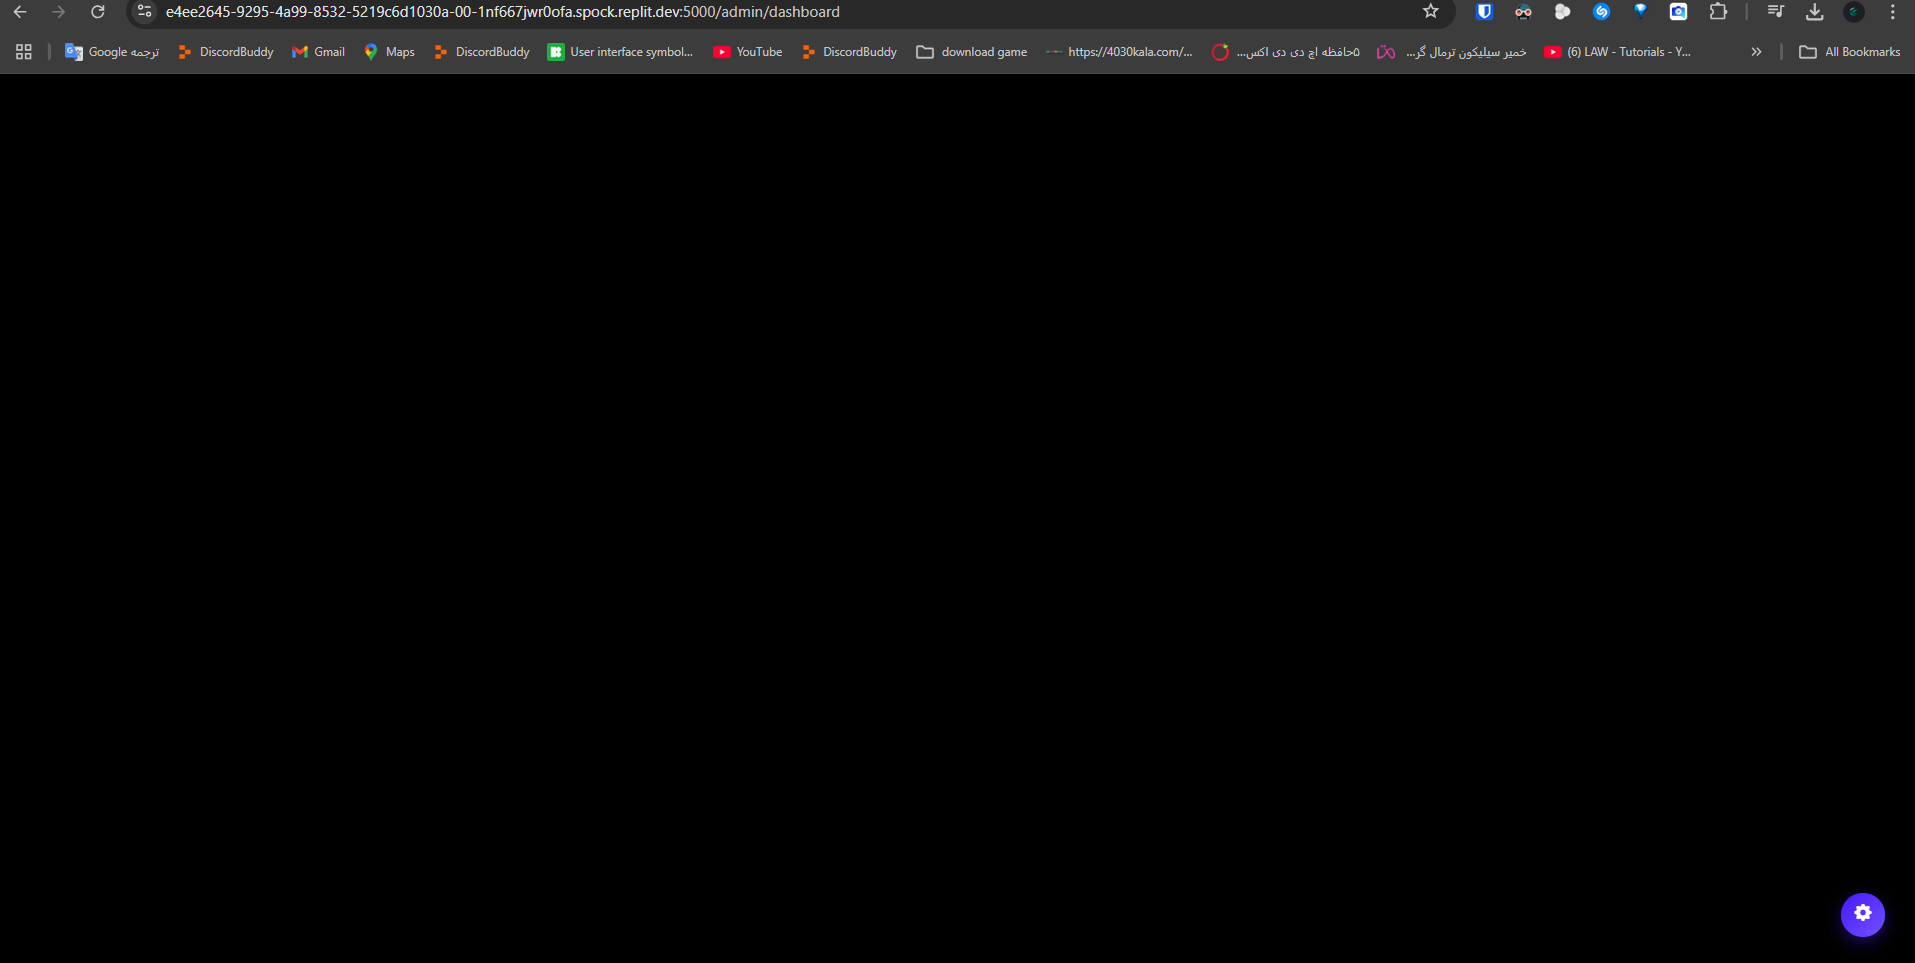 e4ee2645-9295-4a99-8532-5219c6d1030a-00-1nf667jwr0ofa.spock.replit.dev:5000/admin/dashboard
Google ترجمه DiscordBuddy Gmail Maps DiscordBuddy User interface symbol... YouTube DiscordBuddy download game https://4030kala.com/... ۵حافظه اچ دی دی اکس... خمیر سیلیکون ترمال گر... (6) LAW - Tutorials - Y... » All Bookmarks